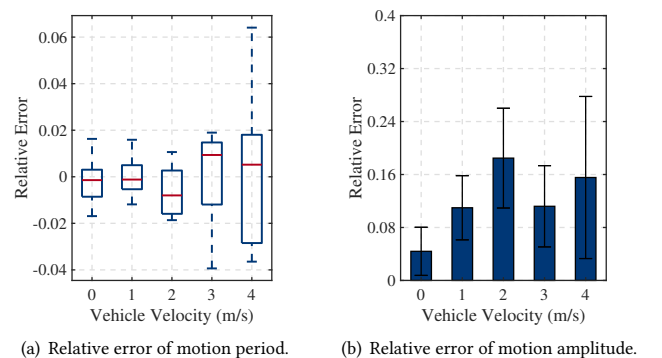 0.06
0.04
0.02
0
-0.02
-0.04
Relative Error
0 1 2 3 4
Vehicle Velocity (m/s)
(a) Relative error of motion period.
0.4
0.32
0.24
0.16
0.08
0
Relative Error
0 1 2 3 4
Vehicle Velocity (m/s)
(b) Relative error of motion amplitude.